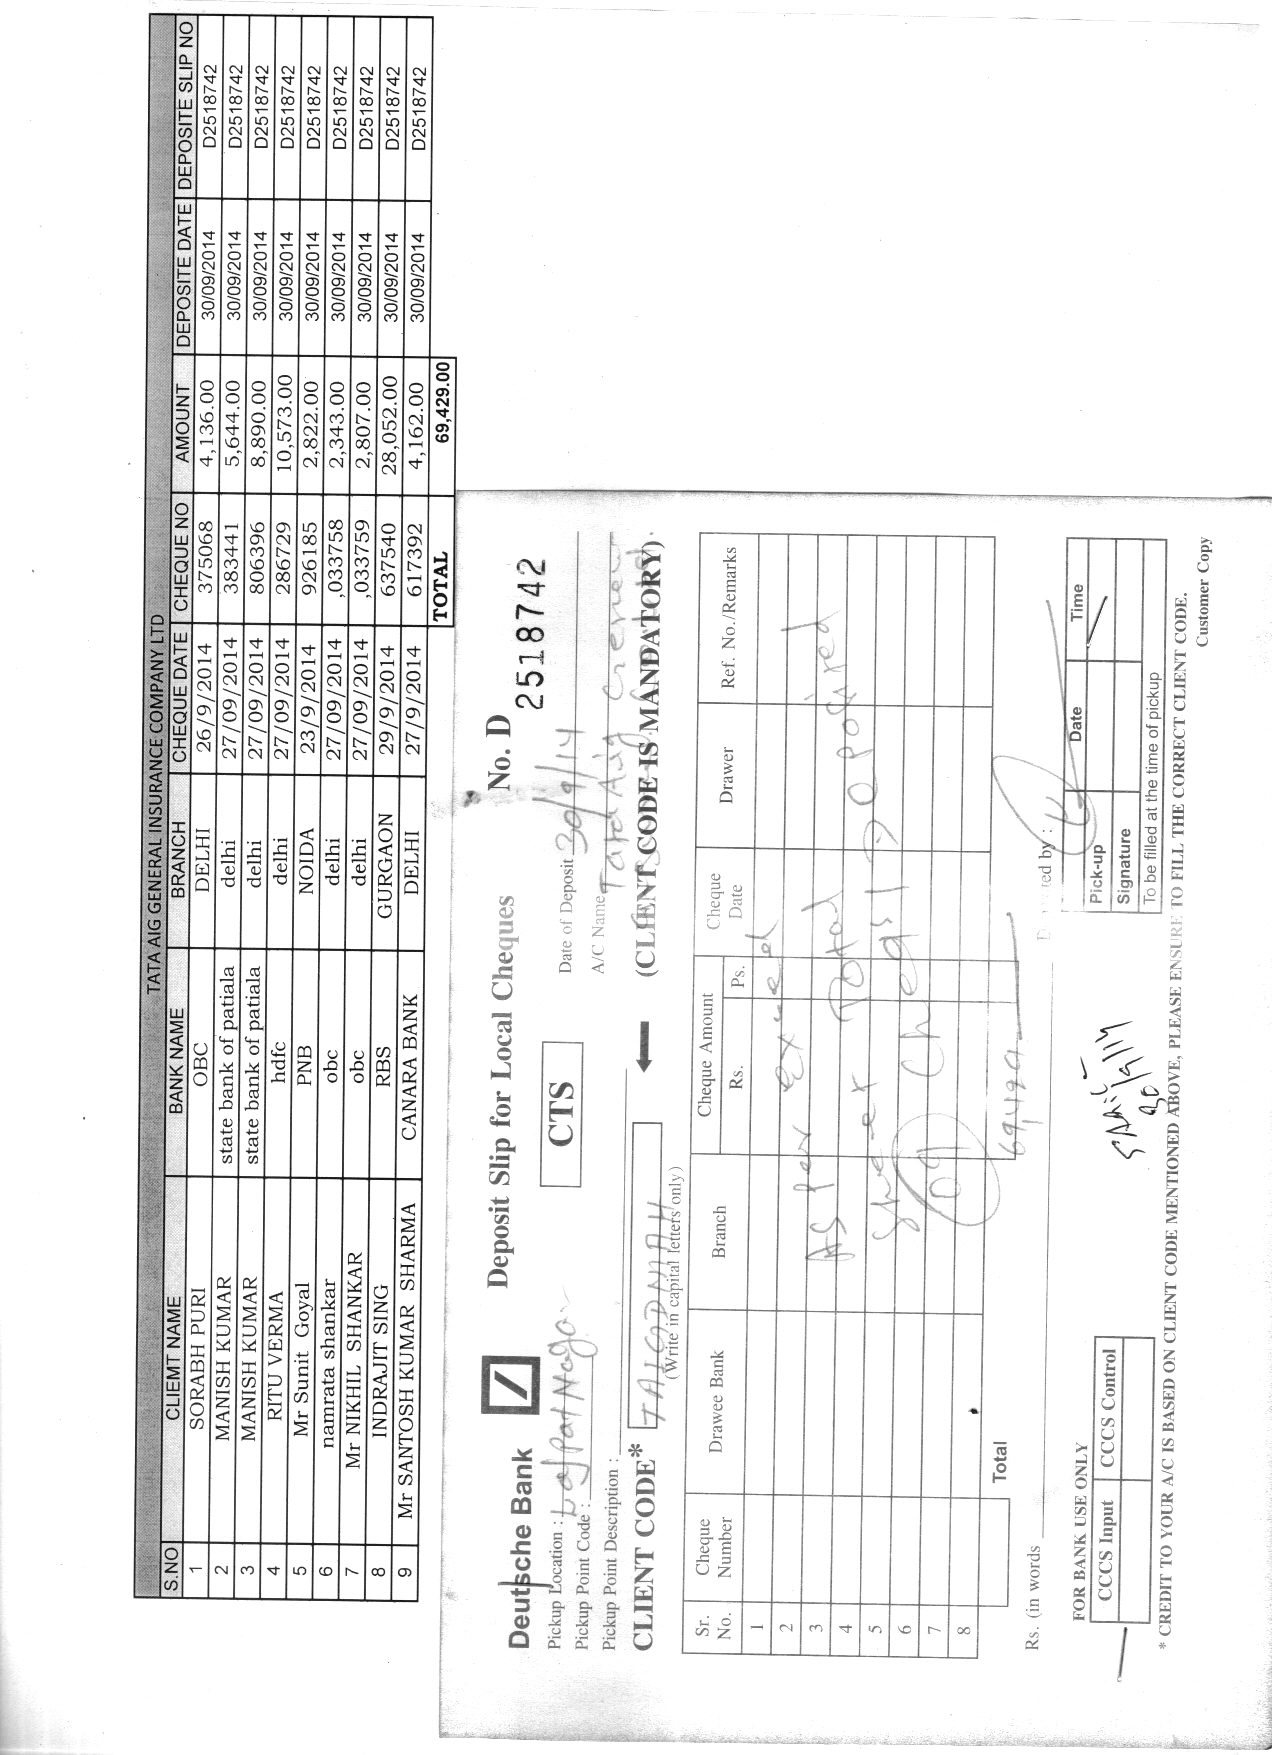 TATA AIG GENERAL INSURANCE COMPANY LTD
S.NO CLIEMT NAME BANK NAME BRANCH CHEQUE DATE CHEQUE NO AMOUNT DEPOSITE DATE DEPOSITE SLIP NO
1 SORABH PURI OBC DELHI 26/9/2014 375068 4,136.00 30/09/2014 D2518742
2 MANISH KUMAR state bank of patiala delhi 27/09/2014 383441 5,644.00 30/09/2014 D2518742
3 MANISH KUMAR state bank of patiala delhi 27/09/2014 806396 8,890.00 30/09/2014 D2518742
4 RITU VERMA hdfc delhi 27/09/2014 286729 10,573.00 30/09/2014 D2518742
5 Mr Sunit Goyal PNB NOIDA 23/9/2014 926185 2,822.00 30/09/2014 D2518742
6 namrata shankar obc delhi 27/09/2014 ,033758 2,343.00 30/09/2014 D2518742
7 Mr NIKHIL SHANKAR obc delhi 27/09/2014 ,033759 2,807.00 30/09/2014 D2518742
8 INDRAJIT SING RBS GURGAON 29/9/2014 637540 28,052.00 30/09/2014 D2518742
9 Mr SANTOSH KUMAR SHARMA CANARA BANK DELHI 27/9/2014 617392 4,162.00 30/09/2014 D2518742
TOTAL 69,429.00
Deutsche Bank Deposit Slip for Local Cheques No. D 2518742
Pickup Location : Lajpat Nagar CTS Date of Deposit 30/9/14
Pickup Point Code : A/C Name Tata Aig General
Pickup Point Description :
CLIENT CODE* TAIGDMAH (CLIENT CODE IS MANDATORY).
(Write in capital letters only)
Sr. No. Cheque Number Drawee Bank Branch Cheque Amount Rs. Ps. Cheque Date Drawer Ref. No./Remarks
1
2
3
4
5
6
7
8
As per exceel
sheet Total
09 Cheqs | Deposited
Total 69,429
Rs. (in words by :
FOR BANK USE ONLY
CCCS Input CCCS Control
30/9/14
Date Time
Pick-up
Signature
To be filled at the time of pickup
* CREDIT TO YOUR A/C IS BASED ON CLIENT CODE MENTIONED ABOVE, PLEASE ENSURE TO FILL THE CORRECT CLIENT CODE.
Customer Copy